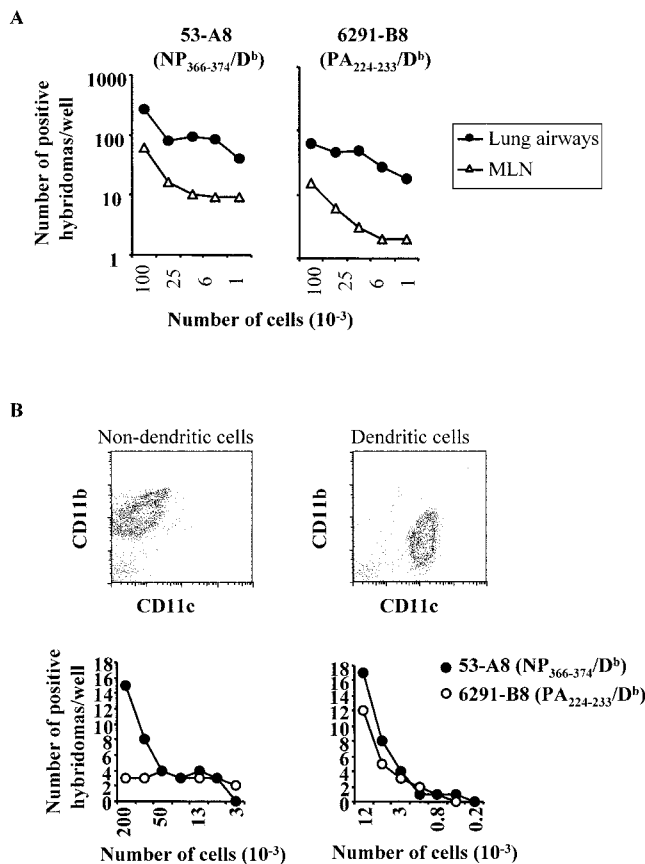 A
53-A8
(NP366-374/Db)
6291-B8
(PA224-233/Db)
Number of positive
hybridomas/well
1000
100
10
1
100
25
6
1
100
25
6
1
Lung airways
MLN
Number of cells (10-3)
B
Non-dendritic cells
Dendritic cells
CD11b
CD11c
CD11b
CD11c
Number of positive
hybridomas/well
18
16
14
12
10
8
6
4
2
0
200
50
13
3
18
16
14
12
10
8
6
4
2
0
12
3
0.8
0.2
53-A8 (NP366-374/Db)
6291-B8 (PA224-233/Db)
Number of cells (10-3)
Number of cells (10-3)